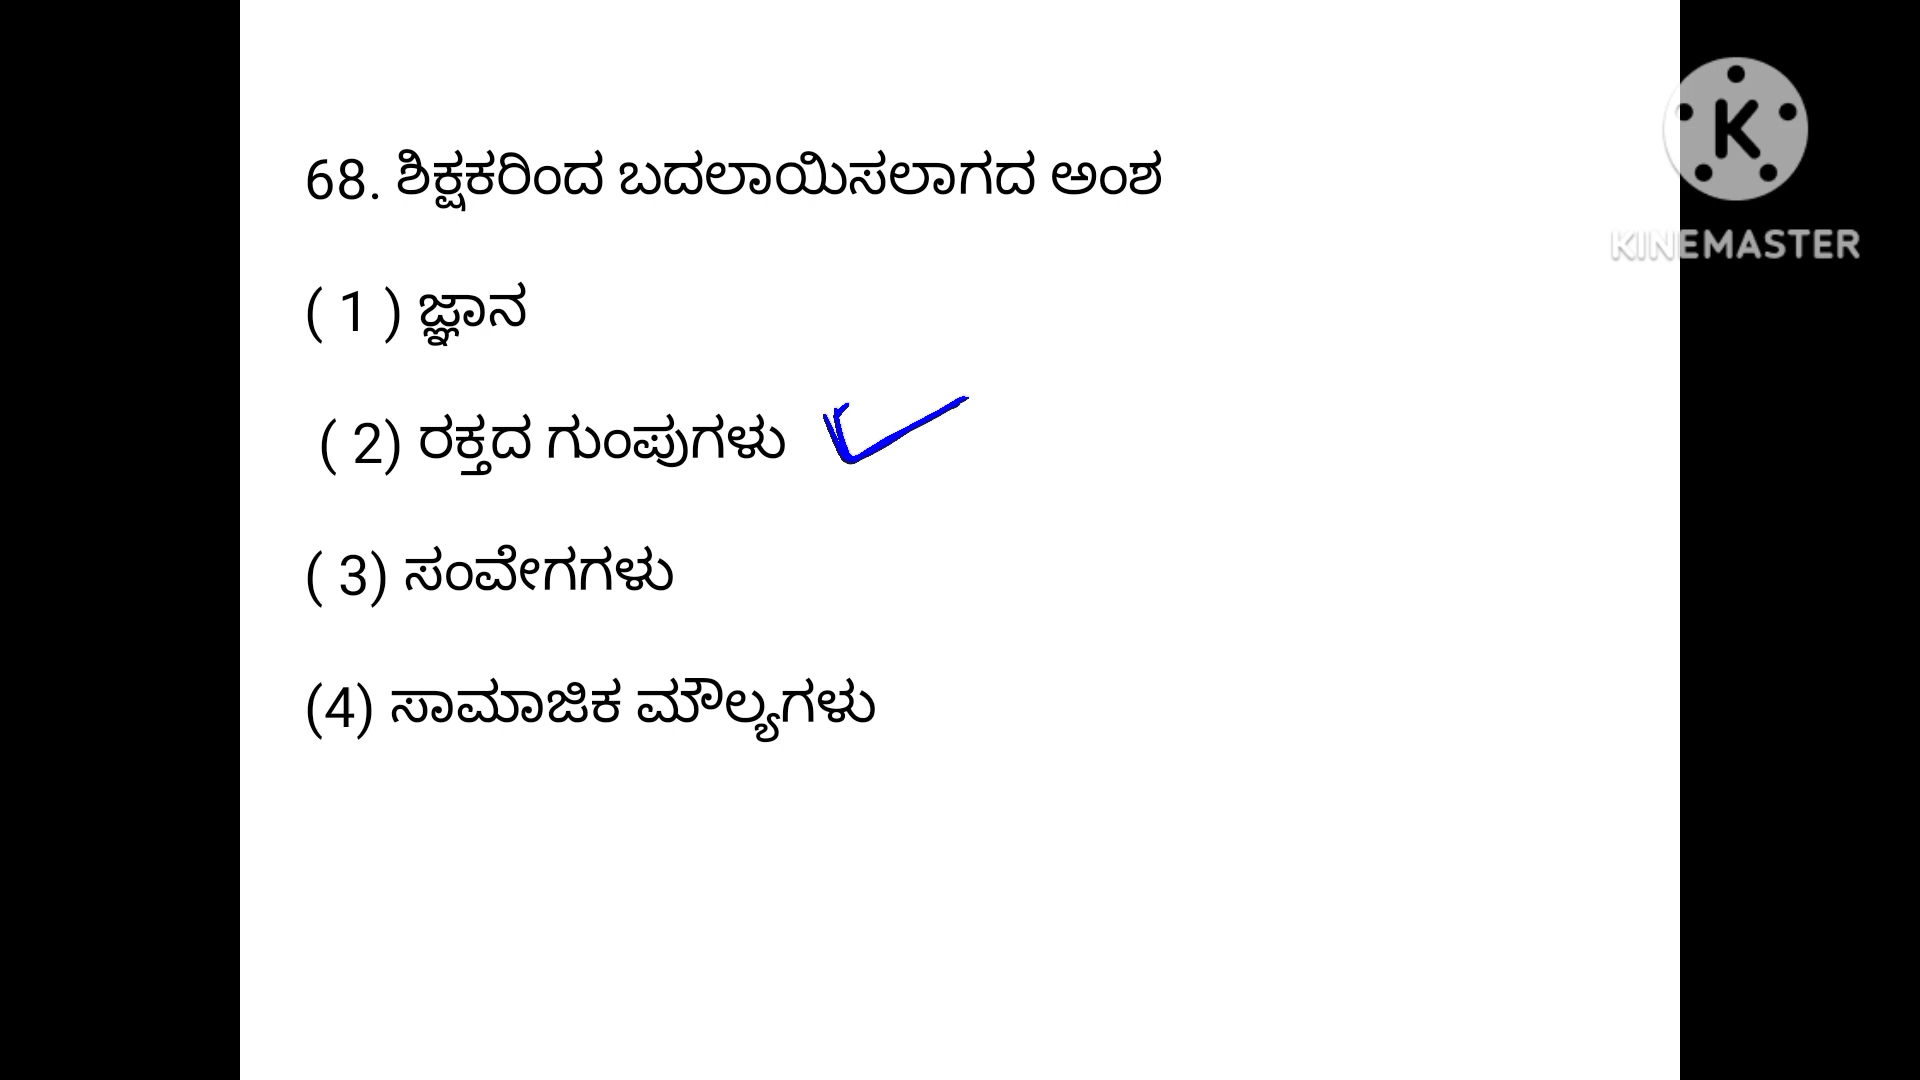 68. ಶಿಕ್ಷಕರಿಂದ ಬದಲಾಯಿಸಲಾಗದ ಅಂಶ
( 1 ) ಜ್ಞಾನ
( 2) ರಕ್ತದ ಗುಂಪುಗಳು
( 3) ಸಂವೇಗಗಳು
(4) ಸಾಮಾಜಿಕ ಮೌಲ್ಯಗಳು
K
KINEMASTER